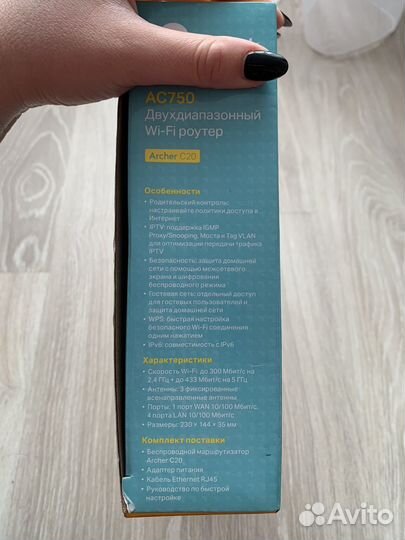 AC750
Двухдиапазонный
Wi-Fi роутер
Archer C20
Особенности
• Родительский контроль:
настраивайте политики доступа в
Интернет
• IPTV: поддержка IGMP
Proxy/Snooping, Моста и Tag VLAN
для оптимизации передачи трафика
IPTV
• Безопасность: защита домашней
сети с помощью межсетевого
экрана и шифрования
беспроводного режима
• Гостевая сеть: отдельный доступ
для гостевых пользователей и
защита домашней сети
• WPS: быстрая настройка
безопасного Wi-Fi соединения
одним нажатием
• IPv6: совместимость с IPv6
Характеристики
• Скорость Wi-Fi: до 300 Мбит/с на
2,4 ГГц + до 433 Мбит/с на 5 ГГц
• Антенны: 3 фиксированные
всенаправленные антенны
• Порты: 1 порт WAN 10/100 Мбит/с,
4 порта LAN 10/100 Мбит/с
• Размеры: 230 × 144 × 35 мм
Комплект поставки
• Беспроводной маршрутизатор
Archer C20
• Адаптер питания
• Кабель Ethernet RJ45
• Руководство по быстрой
настройке
Avito